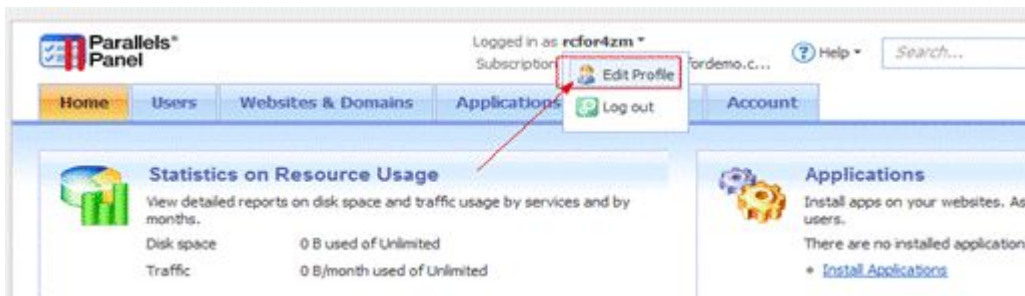 Parallels®
Panel
Logged in as rcfor4zm
Subscription fordemo.c...
Help
Search...
Edit Profile
Log out
Home Users Websites & Domains Applications Account
Statistics on Resource Usage
View detailed reports on disk space and traffic usage by services and by
months.
Disk space 0 B used of Unlimited
Traffic 0 B/month used of Unlimited
Applications
Install apps on your websites. As
users.
There are no installed application
Install Applications